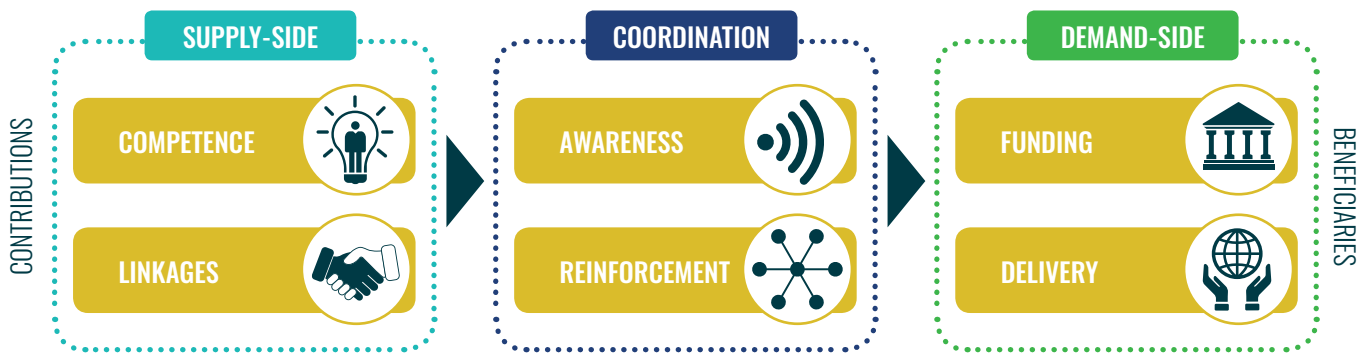 CONTRIBUTIONS
SUPPLY-SIDE
COMPETENCE
LINKAGES
COORDINATION
AWARENESS
REINFORCEMENT
DEMAND-SIDE
FUNDING
DELIVERY
BENEFICIARIES